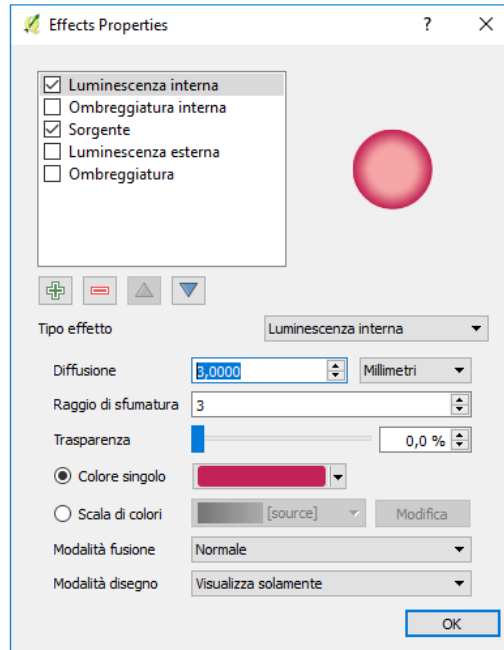 Effects Properties
?
Luminescenza interna
Ombreggiatura interna
Sorgente
Luminescenza esterna
Ombreggiatura
Tipo effetto Luminescenza interna
Diffusione 3,0000 Millimetri
Raggio di sfumatura 3
Trasparenza 0,0 %
Colore singolo
Scala di colori [source] Modifica
Modalità fusione Normale
Modalità disegno Visualizza solamente
OK